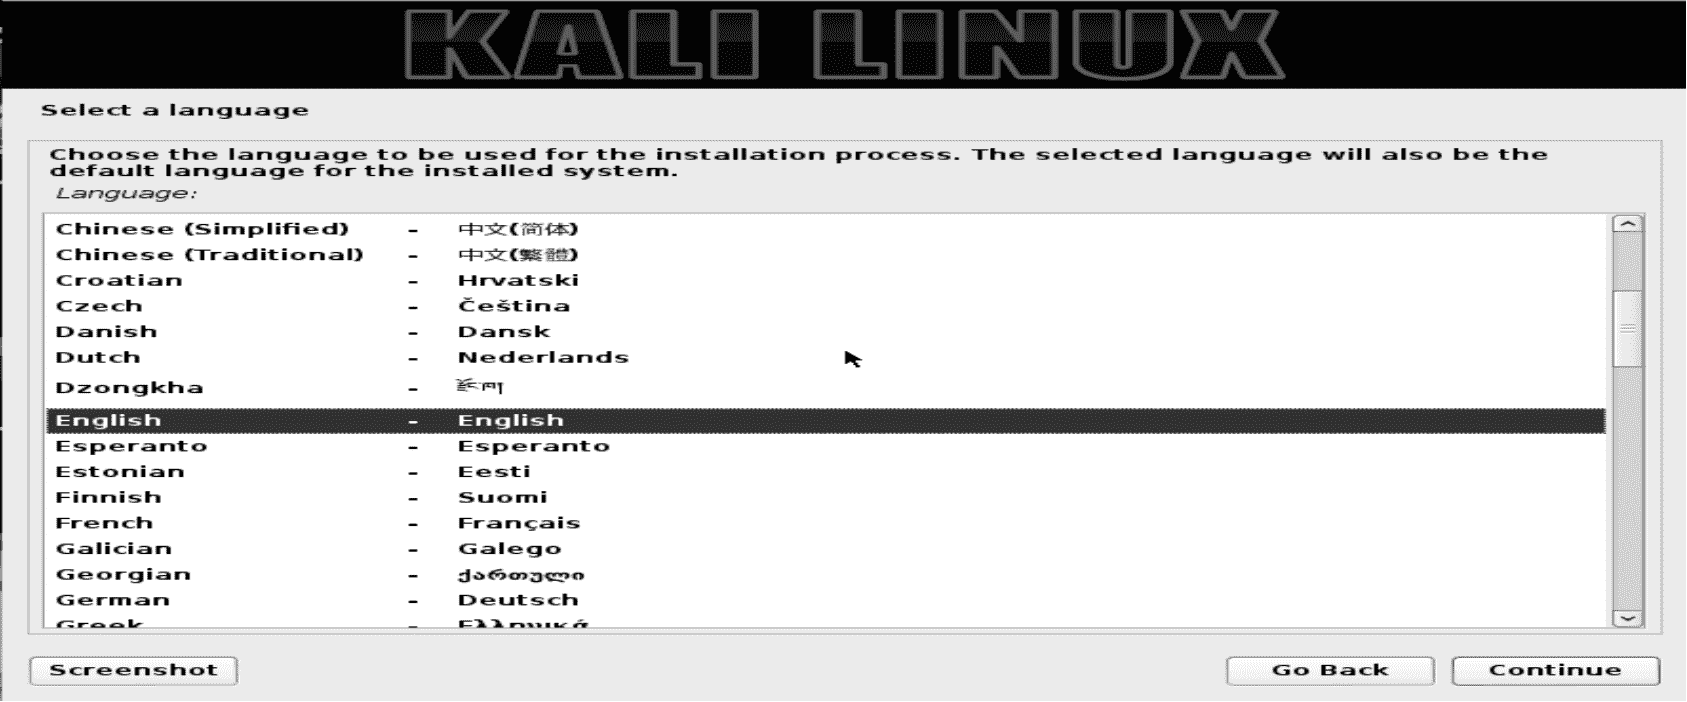 KALI LINUX
Select a language
Choose the language to be used for the installation process. The selected language will also be the
default language for the installed system.
Language:
Chinese (Simplified) - 中文(简体)
Chinese (Traditional) - 中文(繁體)
Croatian - Hrvatski
Czech - Čeština
Danish - Dansk
Dutch - Nederlands
Dzongkha - རྫོང་ཁ།
English - English
Esperanto - Esperanto
Estonian - Eesti
Finnish - Suomi
French - Français
Galician - Galego
Georgian - ქართული
German - Deutsch
Greek - Ελληνικά
Screenshot Go Back Continue